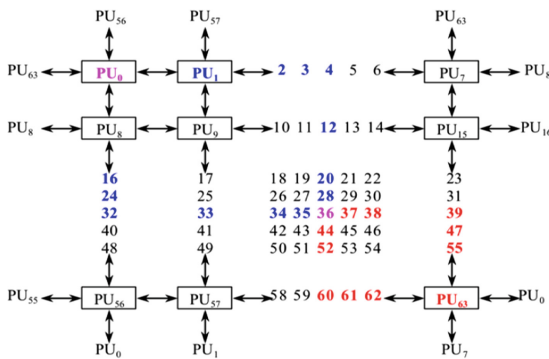 PU56 PU57 PU63
PU63 PU0 PU1 2 3 4 5 6 PU7 PU8
PU8 PU8 PU9 10 11 12 13 14 PU15 PU16
16 17 18 19 20 21 22 23
24 25 26 27 28 29 30 31
32 33 34 35 36 37 38 39
40 41 42 43 44 45 46 47
48 49 50 51 52 53 54 55
PU55 PU56 PU57 58 59 60 61 62 PU63 PU0
PU0 PU1 PU7